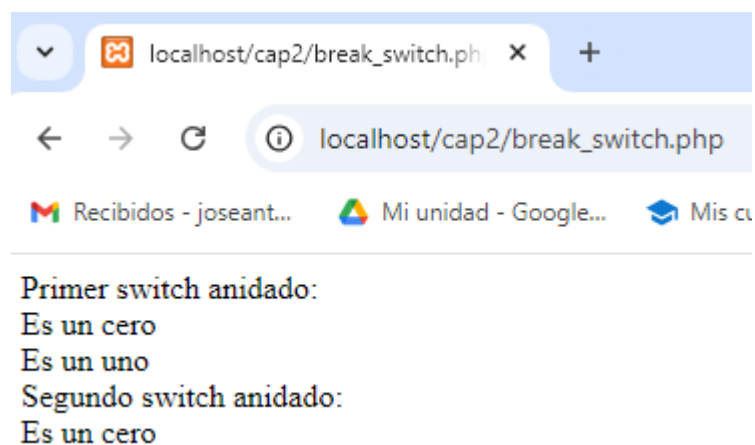 localhost/cap2/break_switch.ph
localhost/cap2/break_switch.php
Recibidos - joseant... Mi unidad - Google... Mis cu
Primer switch anidado:
Es un cero
Es un uno
Segundo switch anidado:
Es un cero